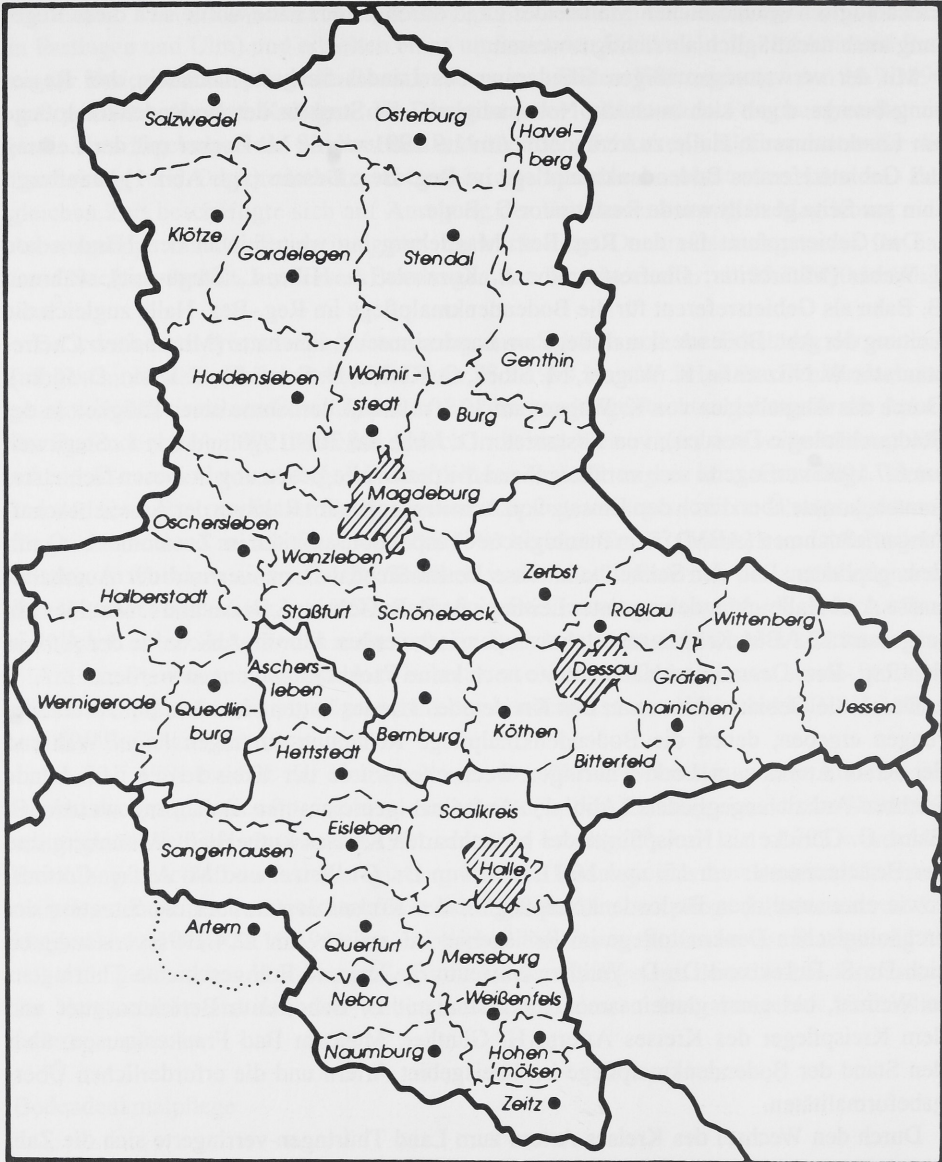 Salzwedel
Osterburg
Havel-
berg
Klötze
Gardelegen
Stendal
Genthin
Haldensleben
Wolmir-
stedt
Burg
Magdeburg
Oschersleben
Wanzleben
Zerbst
Halberstadt
Staßfurt
Schönebeck
Roßlau
Wittenberg
Aschers-
leben
Dessau
Gräfen-
hainichen
Wernigerode
Quedlin-
burg
Bernburg
Köthen
Jessen
Hettstedt
Bitterfeld
Saalkreis
Eisleben
Sangerhausen
Halle
Artern
Querfurt
Merseburg
Nebra
Weißenfels
Naumburg
Hohen-
mölsen
Zeitz